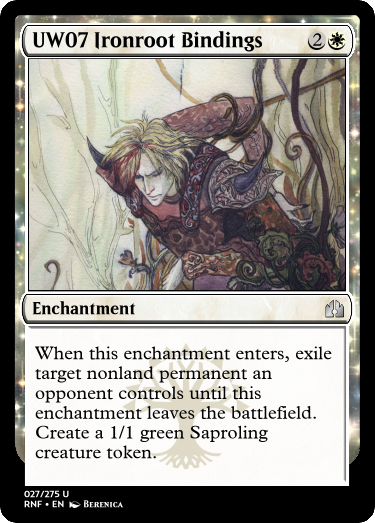 UW07 Ironroot Bindings 2
Enchantment
When this enchantment enters, exile
target nonland permanent an
opponent controls until this
enchantment leaves the battlefield.
Create a 1/1 green Saproling
creature token.
027/275 U
RNF • EN Berenica